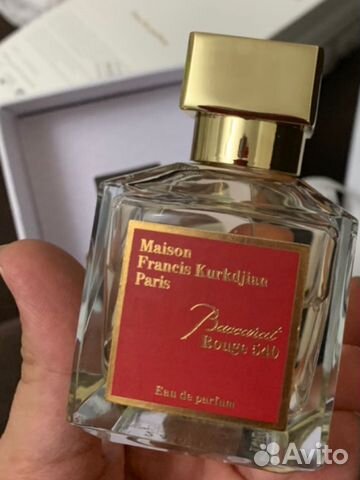 Maison
Francis Kurkdjian
Paris
Baccarat
Rouge 540
Eau de parfum
Avito